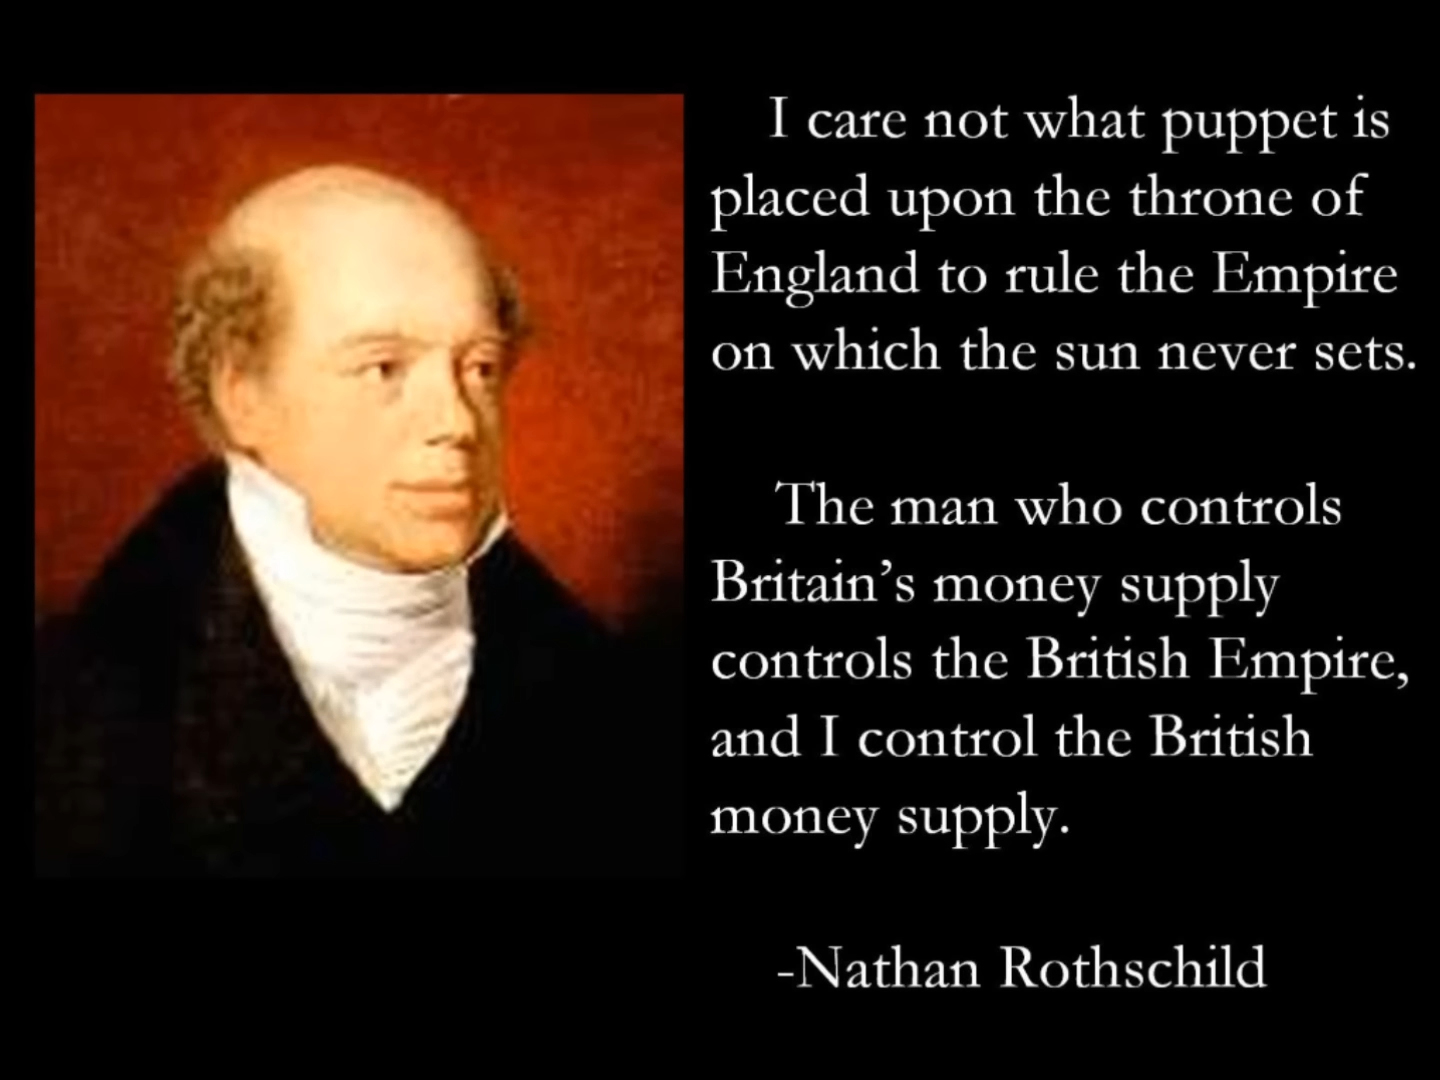 I care not what puppet is
placed upon the throne of
England to rule the Empire
on which the sun never sets.
The man who controls
Britain’s money supply
controls the British Empire,
and I control the British
money supply.
-Nathan Rothschild